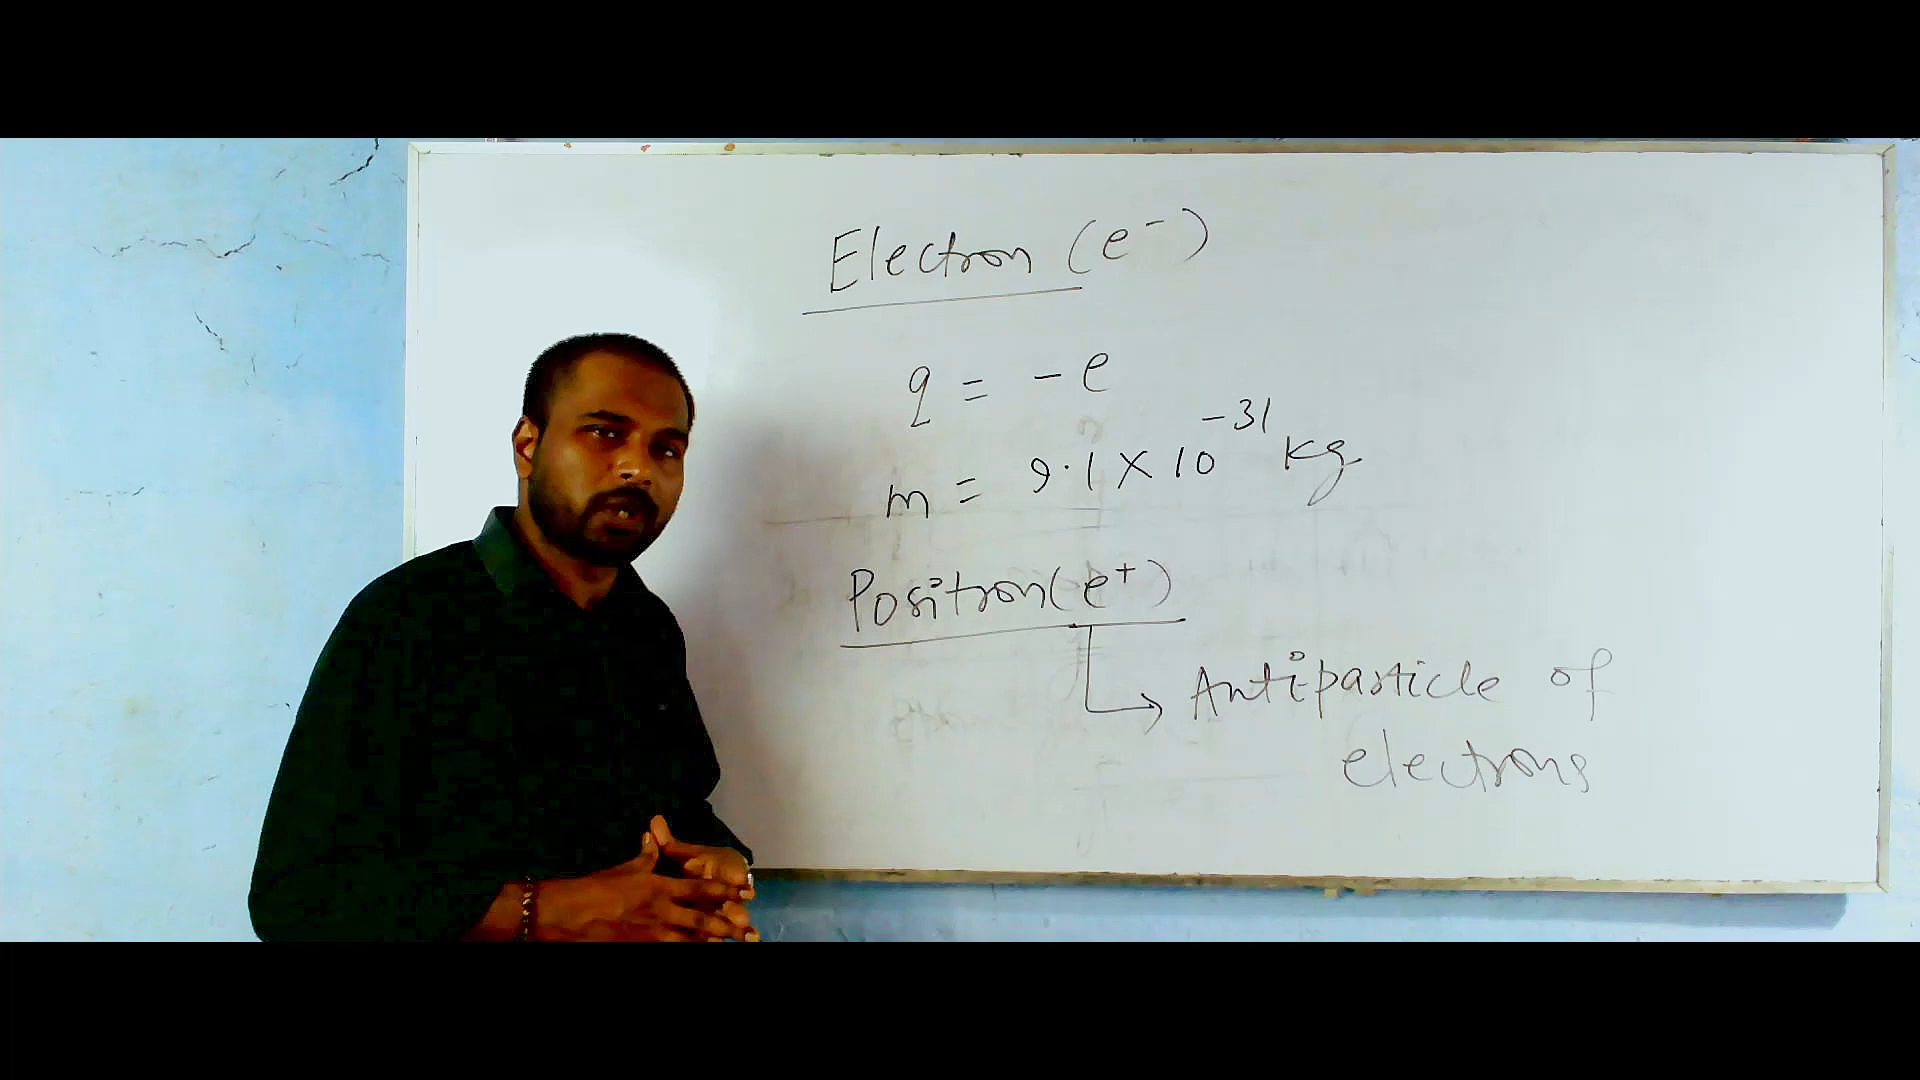 Electron (e⁻)
q = - e
m = 9.1 × 10⁻³¹ kg
Positron (e⁺)
Antiparticle of
electrons